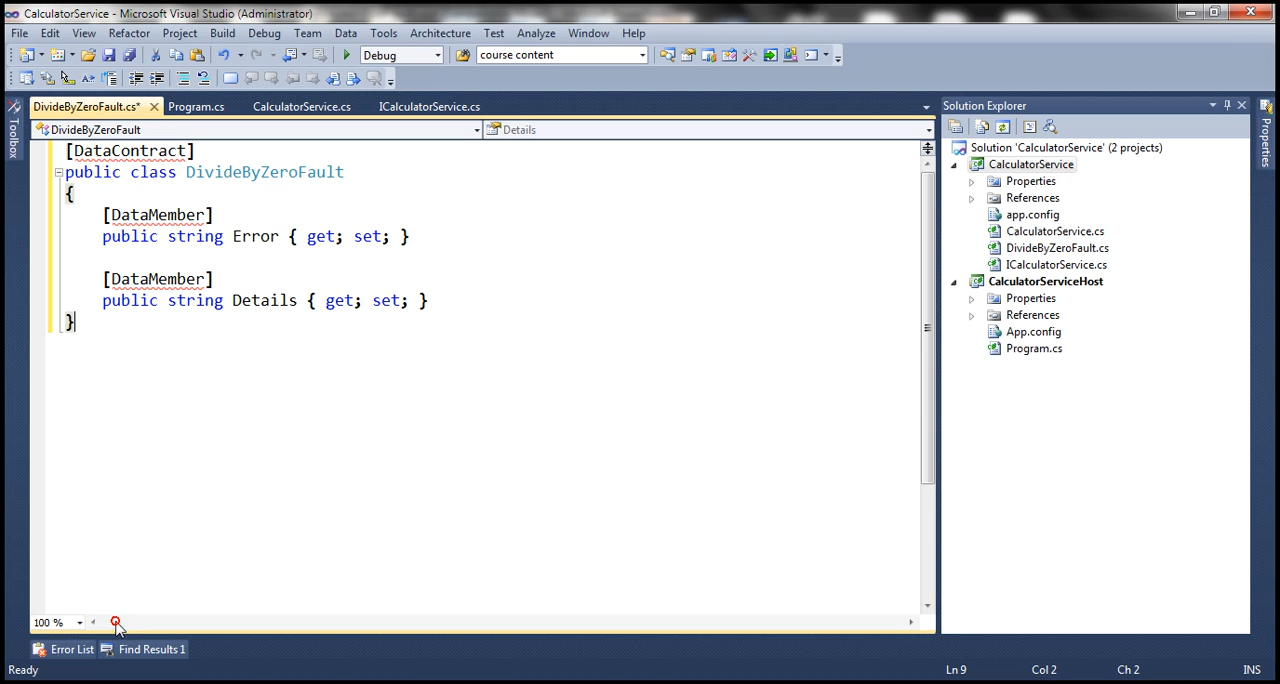 CalculatorService - Microsoft Visual Studio (Administrator)
File Edit View Refactor Project Build Debug Team Data Tools Architecture Test Analyze Window Help
Debug course content
DivideByZeroFault.cs* Program.cs CalculatorService.cs ICalculatorService.cs
DivideByZeroFault Details
[DataContract]
public class DivideByZeroFault
{
[DataMember]
public string Error { get; set; }
[DataMember]
public string Details { get; set; }
}
100 %
Error List Find Results 1
Ready Ln 9 Col 2 Ch 2 INS
Toolbox
Solution Explorer
Solution 'CalculatorService' (2 projects)
CalculatorService
Properties
References
app.config
CalculatorService.cs
DivideByZeroFault.cs
ICalculatorService.cs
CalculatorServiceHost
Properties
References
App.config
Program.cs
Properties